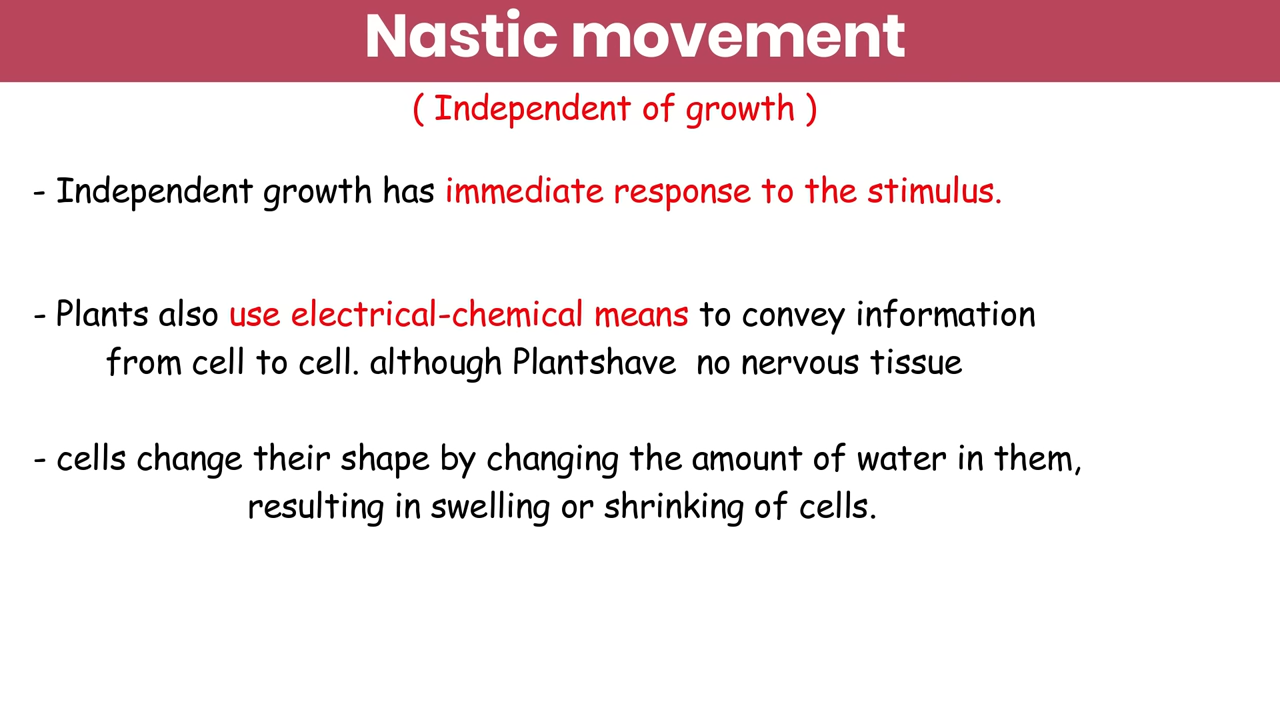 Nastic movement
( Independent of growth )
- Independent growth has immediate response to the stimulus.
- Plants also use electrical-chemical means to convey information
from cell to cell. although Plantshave no nervous tissue
- cells change their shape by changing the amount of water in them,
resulting in swelling or shrinking of cells.